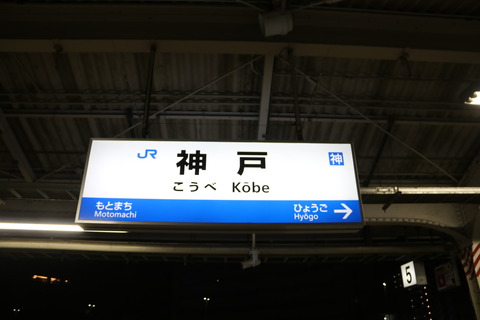 JR 神戸 神
こうべ Kōbe
もとまち ひょうご →
Motomachi Hyōgo
5